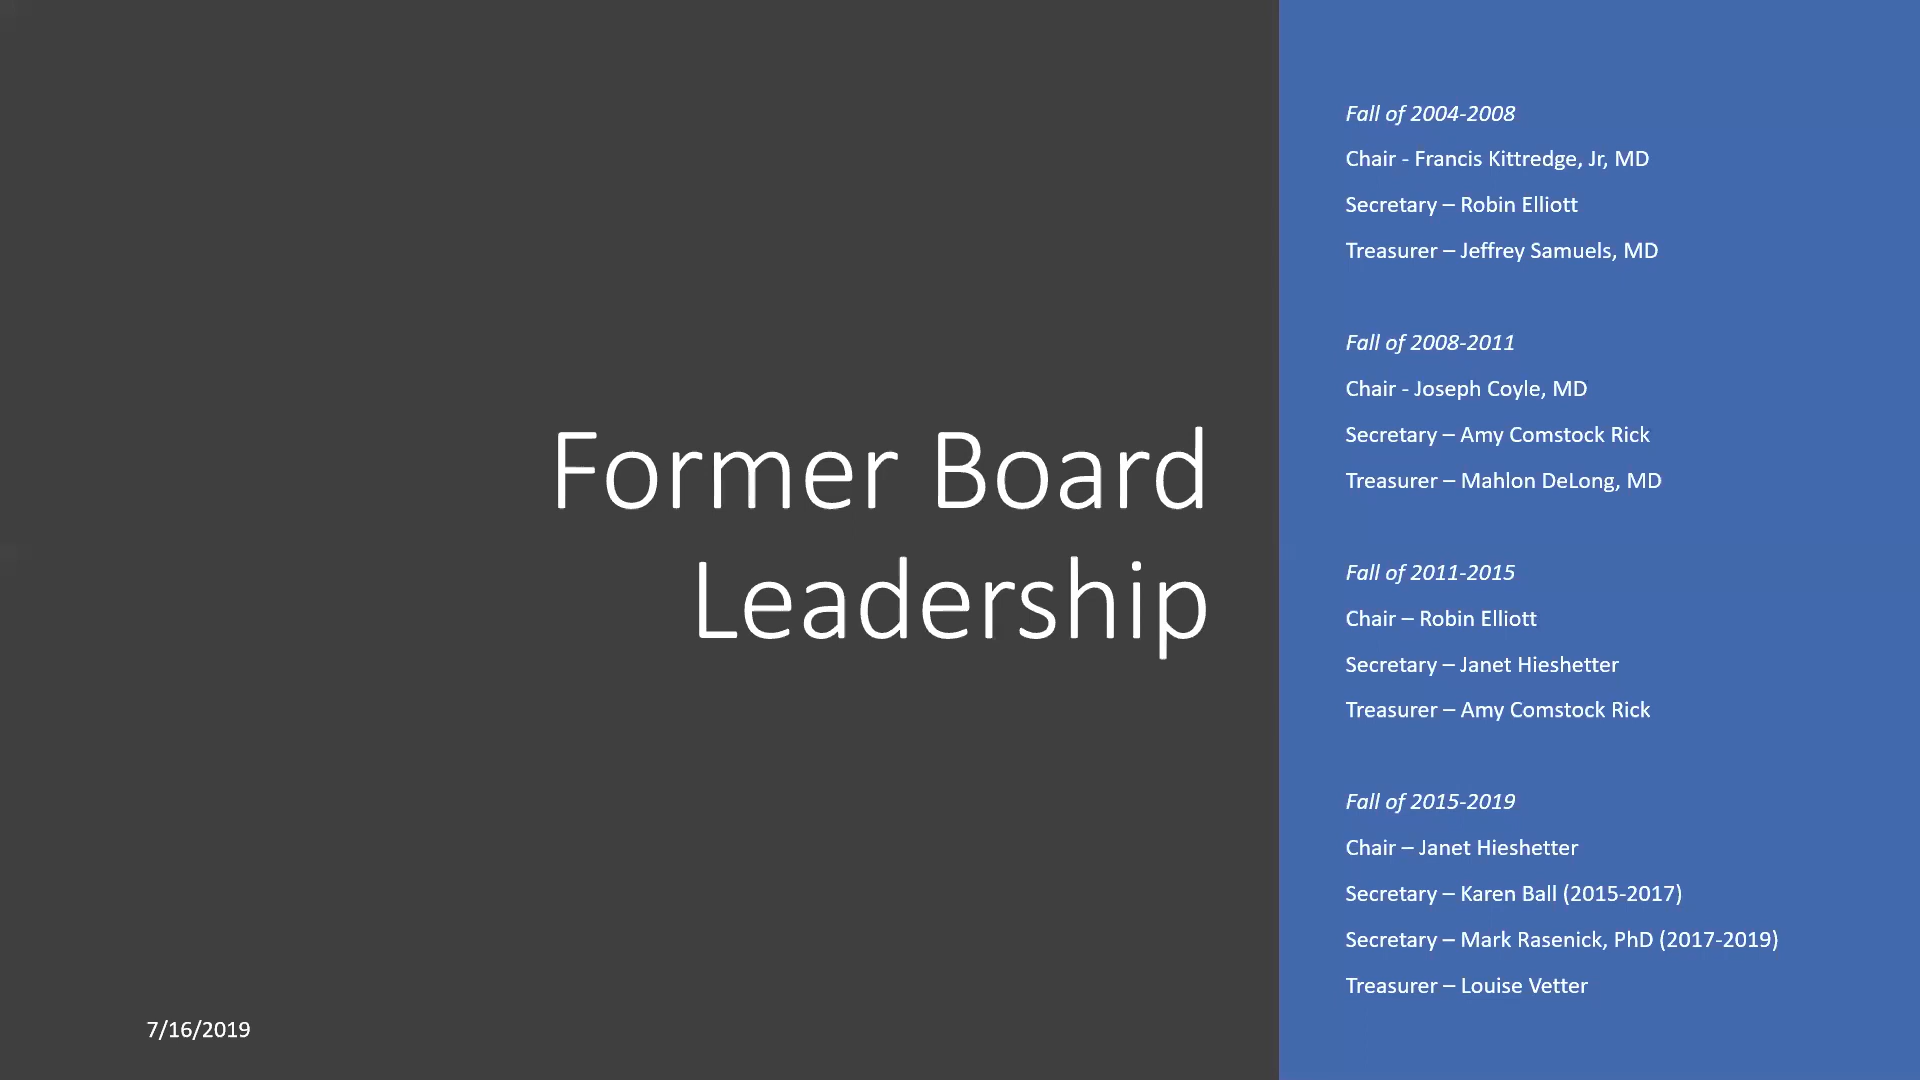 Former Board
Leadership
7/16/2019
Fall of 2004-2008
Chair - Francis Kittredge, Jr, MD
Secretary – Robin Elliott
Treasurer – Jeffrey Samuels, MD
Fall of 2008-2011
Chair - Joseph Coyle, MD
Secretary – Amy Comstock Rick
Treasurer – Mahlon DeLong, MD
Fall of 2011-2015
Chair – Robin Elliott
Secretary – Janet Hieshetter
Treasurer – Amy Comstock Rick
Fall of 2015-2019
Chair – Janet Hieshetter
Secretary – Karen Ball (2015-2017)
Secretary – Mark Rasenick, PhD (2017-2019)
Treasurer – Louise Vetter